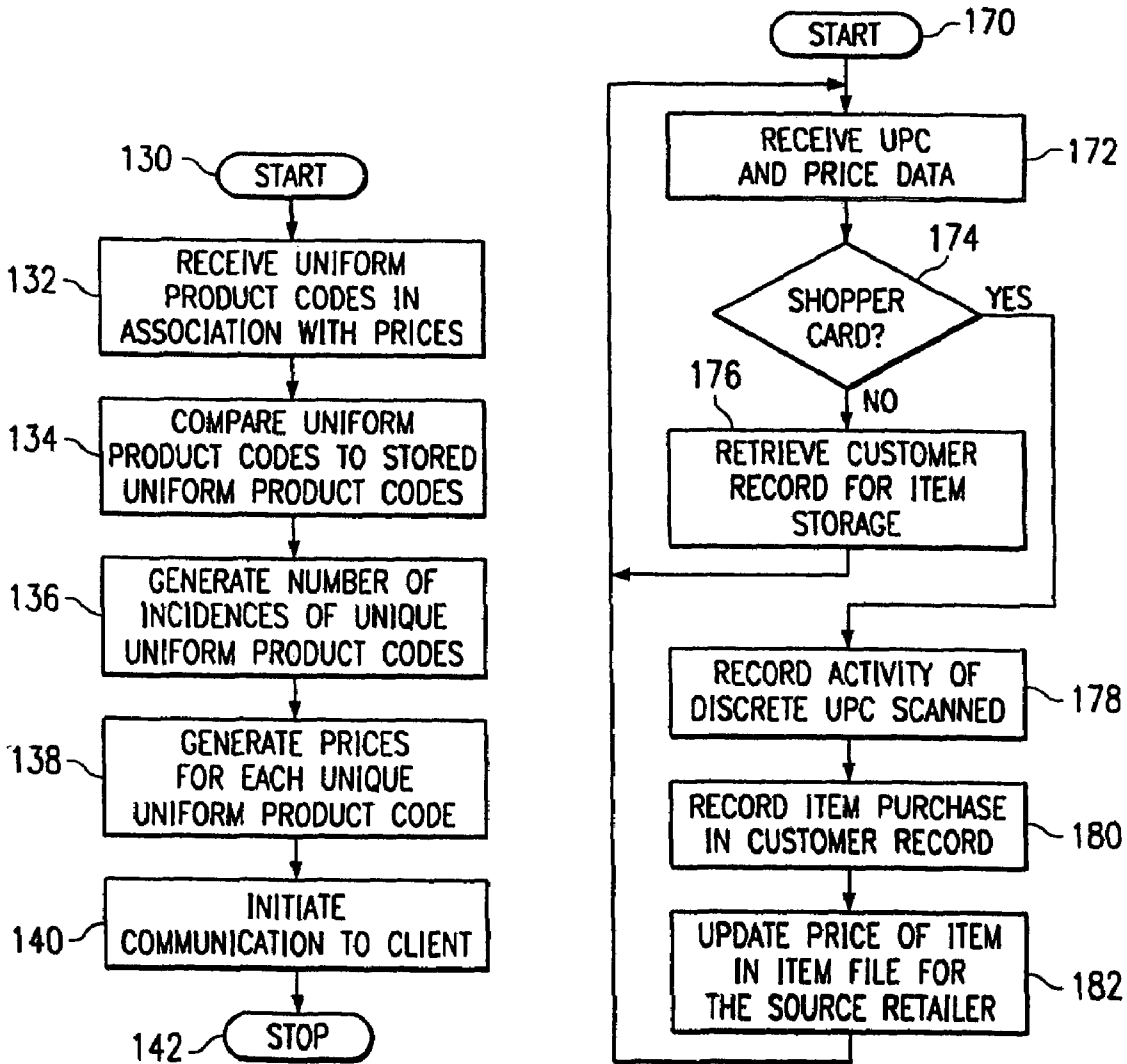 130
START
132
RECEIVE UNIFORM
PRODUCT CODES IN
ASSOCIATION WITH PRICES
134
COMPARE UNIFORM
PRODUCT CODES TO STORED
UNIFORM PRODUCT CODES
136
GENERATE NUMBER OF
INCIDENCES OF UNIQUE
UNIFORM PRODUCT CODES
138
GENERATE PRICES
FOR EACH UNIQUE
UNIFORM PRODUCT CODE
140
INITIATE
COMMUNICATION TO CLIENT
142
STOP
START
170
RECEIVE UPC
AND PRICE DATA
172
174
SHOPPER
CARD?
YES
NO
176
RETRIEVE CUSTOMER
RECORD FOR ITEM
STORAGE
RECORD ACTIVITY OF
DISCRETE UPC SCANNED
178
RECORD ITEM PURCHASE
IN CUSTOMER RECORD
180
UPDATE PRICE OF ITEM
IN ITEM FILE FOR
THE SOURCE RETAILER
182